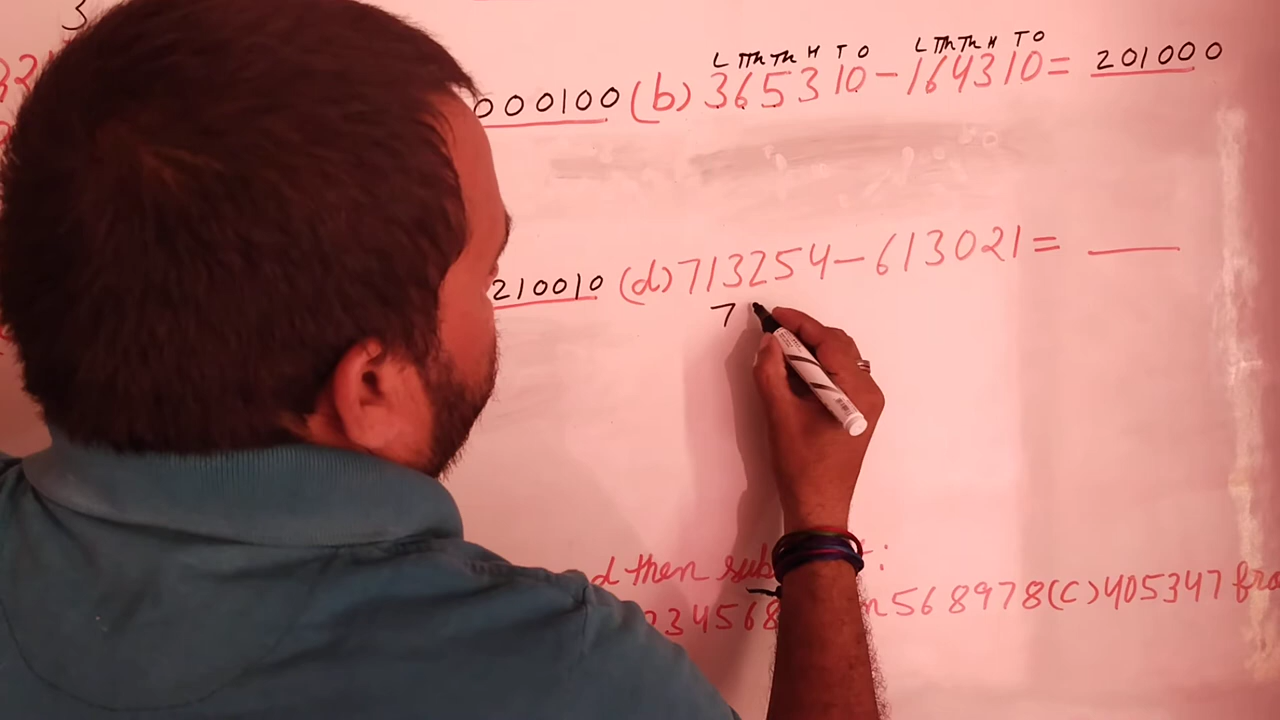 3
L TTh Th H T O L TTh Th H T O
000100 (b) 365310 - 164310 = 201000
210010 (d) 713254 - 613021 = ____
7
d then sub :
234568 568978 (c) 405347